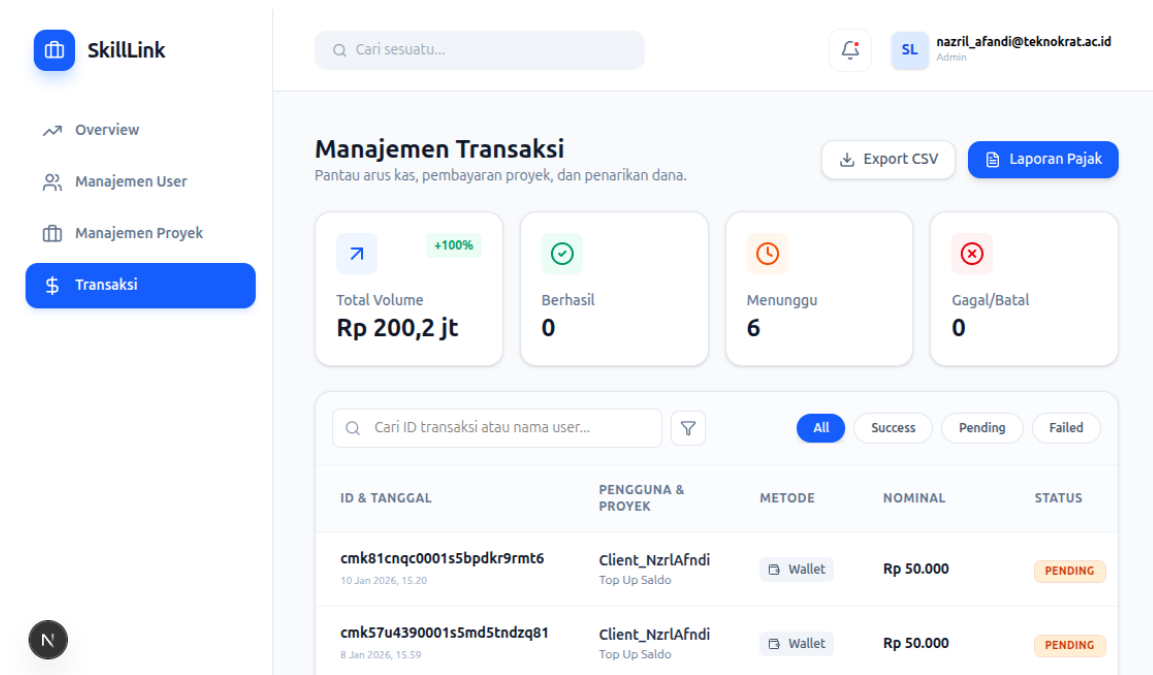 SkillLink
Cari sesuatu...
SL
nazril_afandi@teknokrat.ac.id
Admin
Overview
Manajemen User
Manajemen Proyek
Transaksi
Manajemen Transaksi
Pantau arus kas, pembayaran proyek, dan penarikan dana.
Export CSV
Laporan Pajak
+100%
Total Volume
Rp 200,2 jt
Berhasil
0
Menunggu
6
Gagal/Batal
0
Cari ID transaksi atau nama user...
All
Success
Pending
Failed
ID & TANGGAL
PENGGUNA &
PROYEK
METODE
NOMINAL
STATUS
cmk81cnqc0001s5bpdkr9rmt6
10 Jan 2026, 15.20
Client_NzrlAfndi
Top Up Saldo
Wallet
Rp 50.000
PENDING
cmk57u4390001s5md5tndzq81
8 Jan 2026, 15.59
Client_NzrlAfndi
Top Up Saldo
Wallet
Rp 50.000
PENDING
N